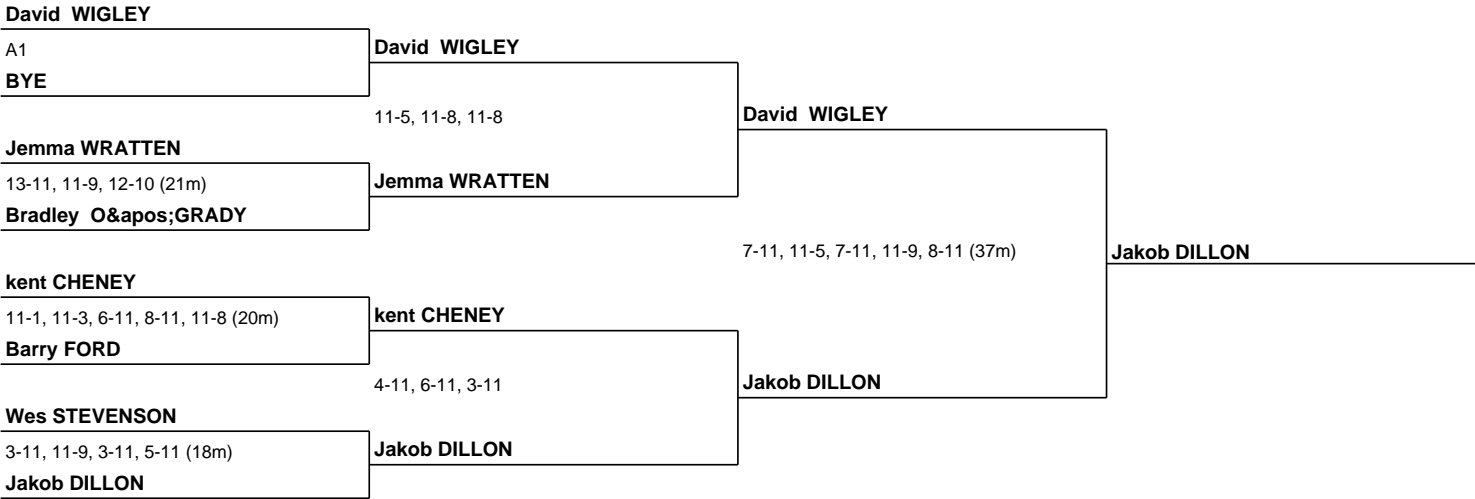 David  WIGLEY
A1
David  WIGLEY
BYE
11-5, 11-8, 11-8
David  WIGLEY
Jemma WRATTEN
13-11, 11-9, 12-10 (21m)
Jemma WRATTEN
Bradley  O&apos;GRADY
7-11, 11-5, 7-11, 11-9, 8-11 (37m)
Jakob DILLON
kent CHENEY
11-1, 11-3, 6-11, 8-11, 11-8 (20m)
kent CHENEY
Barry FORD
4-11, 6-11, 3-11
Jakob DILLON
Wes STEVENSON
3-11, 11-9, 3-11, 5-11 (18m)
Jakob DILLON
Jakob DILLON